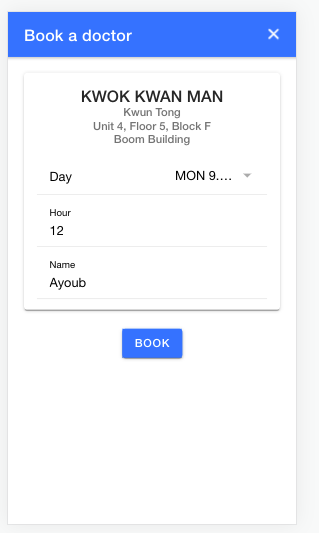 Book a doctor
KWOK KWAN MAN
Kwun Tong
Unit 4, Floor 5, Block F
Boom Building
Day MON 9....
Hour
12
Name
Ayoub
BOOK